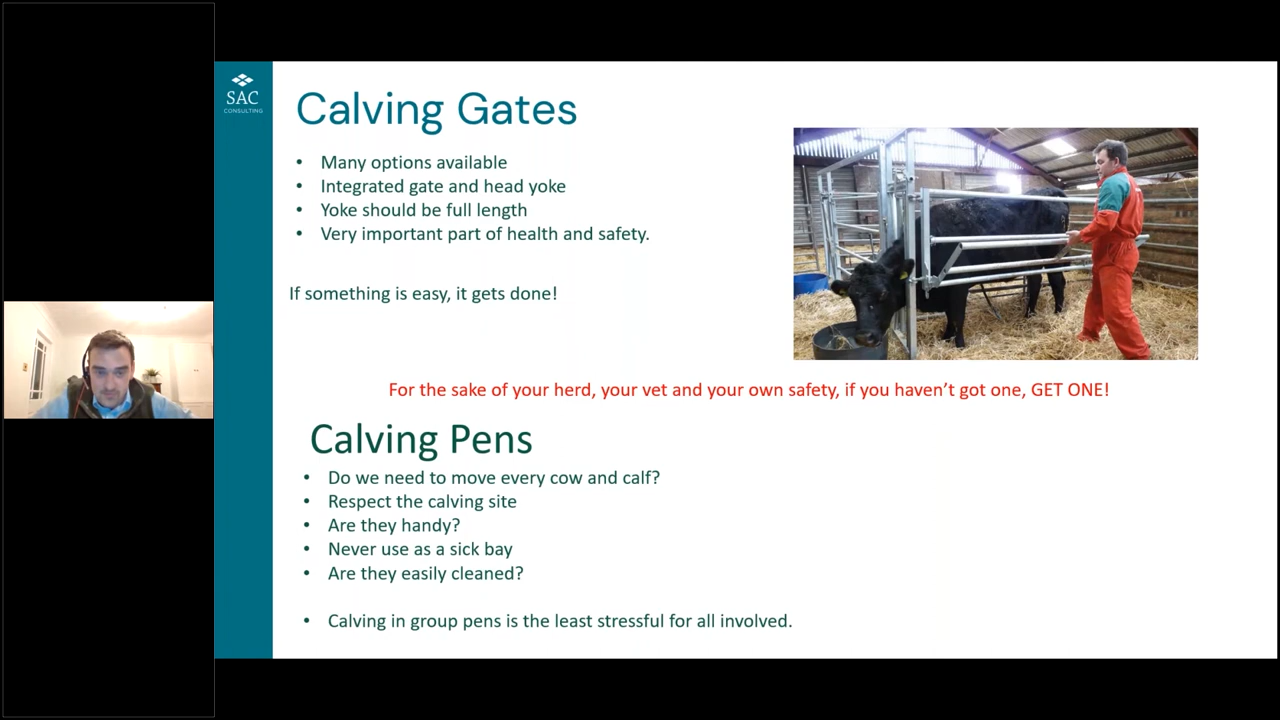 SAC
CONSULTING
Calving Gates
• Many options available
• Integrated gate and head yoke
• Yoke should be full length
• Very important part of health and safety.
If something is easy, it gets done!
For the sake of your herd, your vet and your own safety, if you haven’t got one, GET ONE!
Calving Pens
• Do we need to move every cow and calf?
• Respect the calving site
• Are they handy?
• Never use as a sick bay
• Are they easily cleaned?
• Calving in group pens is the least stressful for all involved.